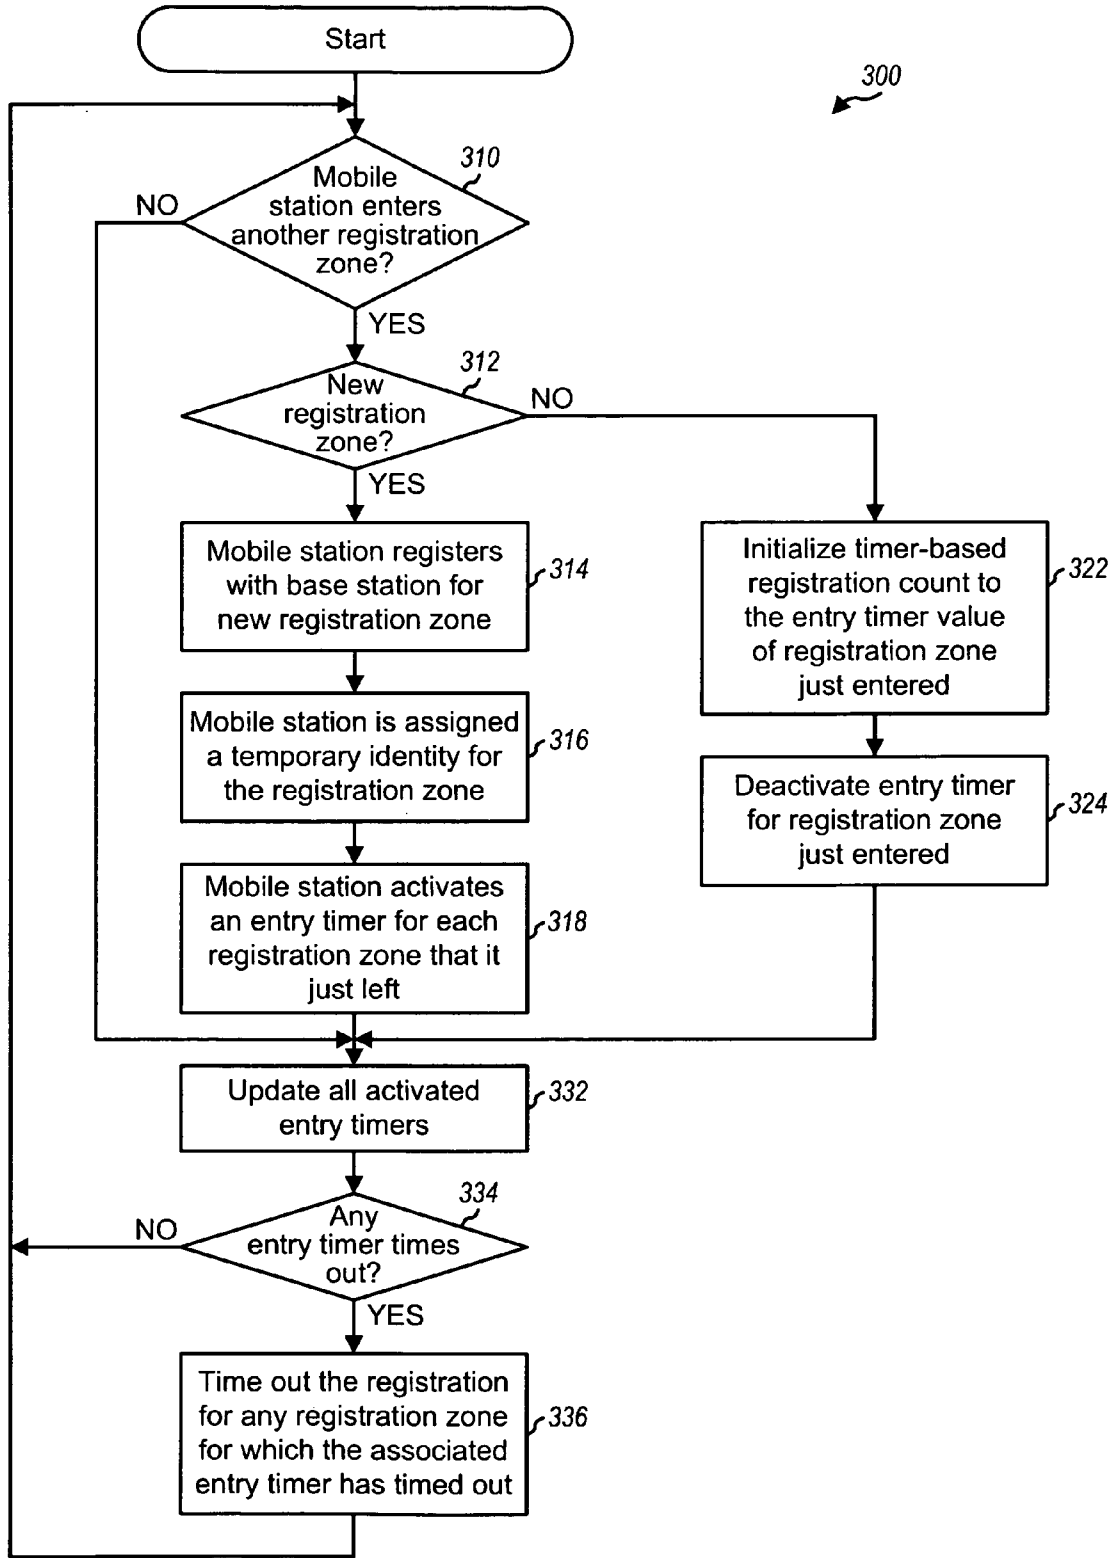 Start
300
310
Mobile
station enters
another registration
zone?
NO
YES
312
New
registration
zone?
NO
YES
Mobile station registers
with base station for
new registration zone
314
Initialize timer-based
registration count to
the entry timer value
of registration zone
just entered
322
Mobile station is assigned
a temporary identity for
the registration zone
316
Deactivate entry timer
for registration zone
just entered
324
Mobile station activates
an entry timer for each
registration zone that it
just left
318
Update all activated
entry timers
332
334
Any
entry timer times
out?
NO
YES
Time out the registration
for any registration zone
for which the associated
entry timer has timed out
336